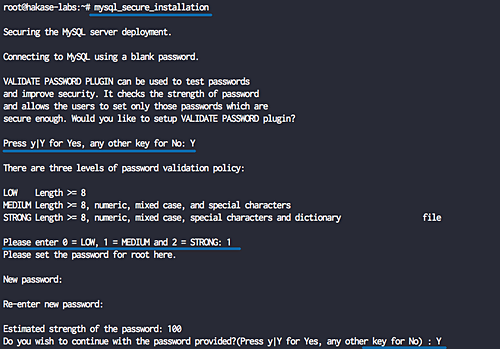 root@hakase-labs:~# mysql_secure_installation
Securing the MySQL server deployment.
Connecting to MySQL using a blank password.
VALIDATE PASSWORD PLUGIN can be used to test passwords
and improve security. It checks the strength of password
and allows the users to set only those passwords which are
secure enough. Would you like to setup VALIDATE PASSWORD plugin?
Press y|Y for Yes, any other key for No: Y
There are three levels of password validation policy:
LOW    Length >= 8
MEDIUM Length >= 8, numeric, mixed case, and special characters
STRONG Length >= 8, numeric, mixed case, special characters and dictionary                  file
Please enter 0 = LOW, 1 = MEDIUM and 2 = STRONG: 1
Please set the password for root here.
New password:
Re-enter new password:
Estimated strength of the password: 100
Do you wish to continue with the password provided?(Press y|Y for Yes, any other key for No) : Y